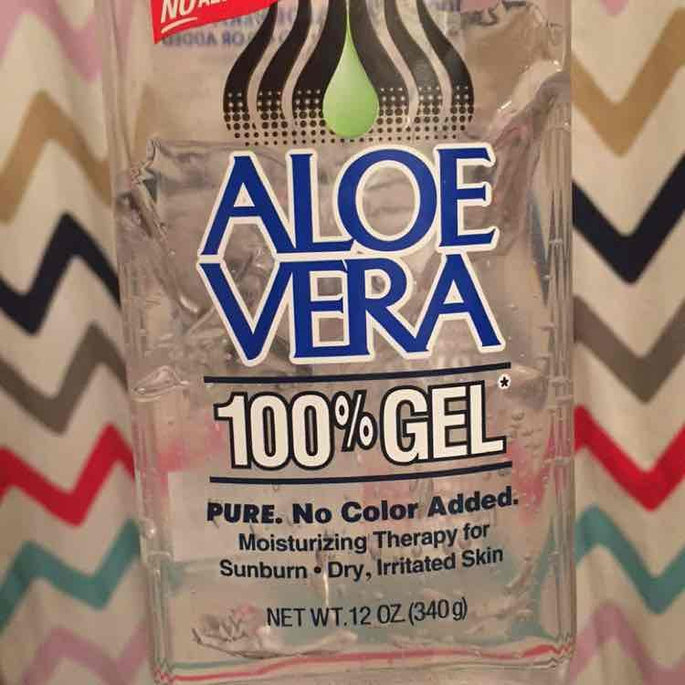 NO
ALOE
VERA
100% GEL*
PURE. No Color Added.
Moisturizing Therapy for
Sunburn • Dry, Irritated Skin
NET WT. 12 OZ (340 g)